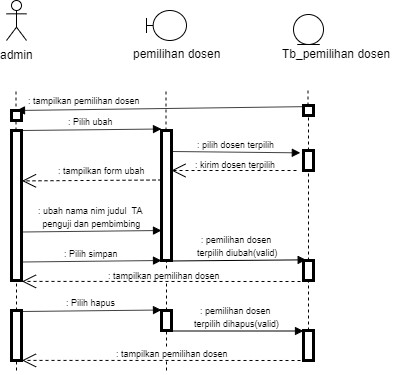 admin
pemilihan dosen
Tb_pemilihan dosen
: tampilkan pemilihan dosen
: Pilih ubah
: pilih dosen terpilih
: kirim dosen terpilih
: tampilkan form ubah
: ubah nama nim judul TA
penguji dan pembimbing
: pemilihan dosen
terpilih diubah(valid)
: Pilih simpan
: tampilkan pemilihan dosen
: Pilih hapus
: pemilihan dosen
terpilih dihapus(valid)
: tampilkan pemilihan dosen